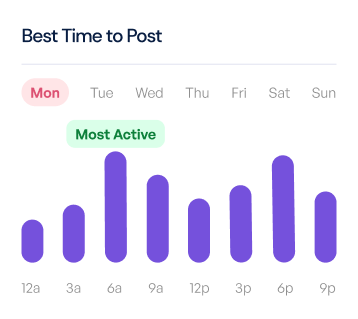 Best Time to Post
Mon Tue Wed Thu Fri Sat Sun
Most Active
12a 3a 6a 9a 12p 3p 6p 9p